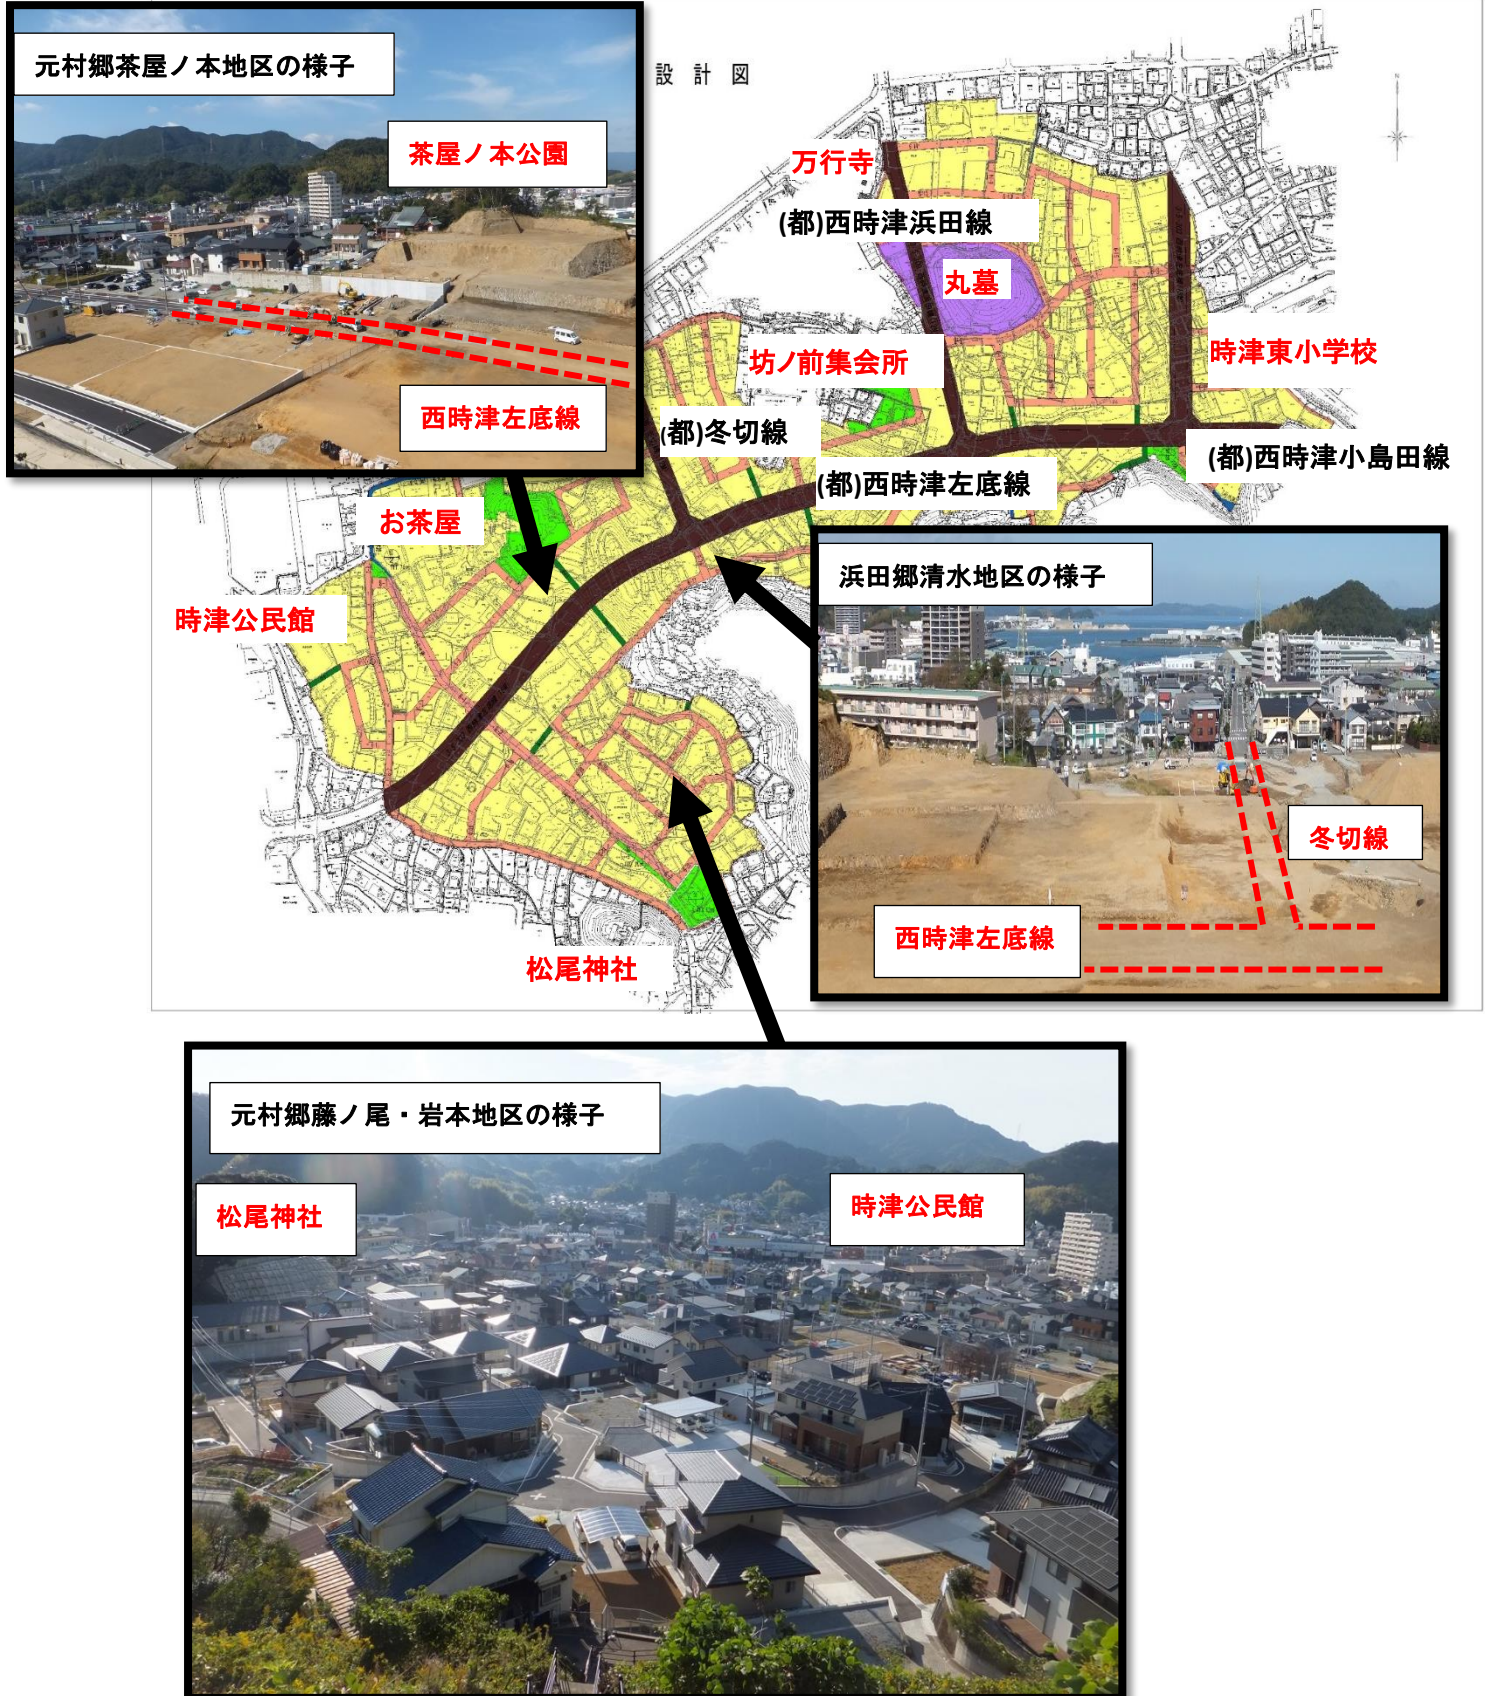 元村郷茶屋ノ本地区の様子
設計図
茶屋ノ本公園
万行寺
(都)西時津浜田線
丸墓
坊ノ前集会所
時津東小学校
西時津左底線
(都)冬切線
(都)西時津小島田線
(都)西時津左底線
お茶屋
浜田郷清水地区の様子
時津公民館
冬切線
西時津左底線
松尾神社
元村郷藤ノ尾・岩本地区の様子
松尾神社
時津公民館